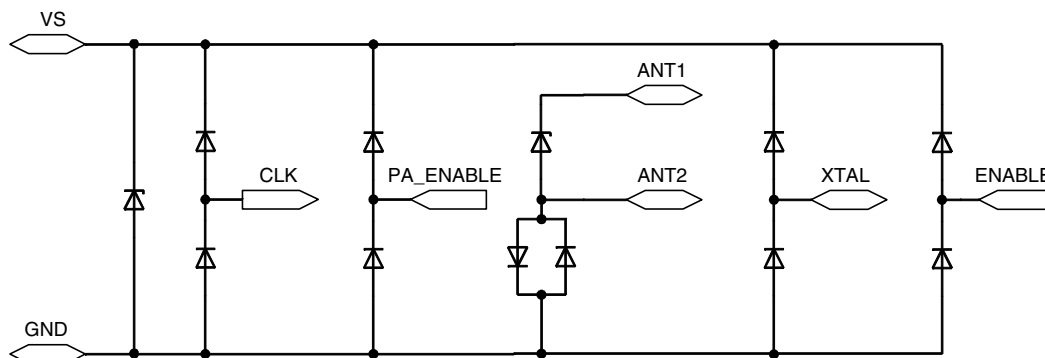 VS
ANT1
CLK
PA_ENABLE
ANT2
XTAL
ENABLE
GND